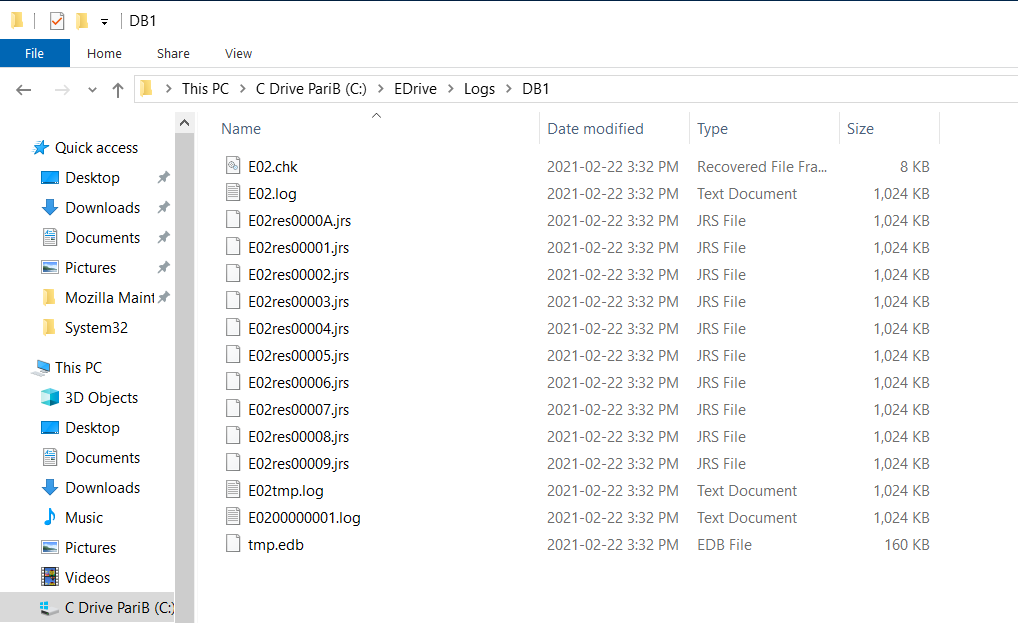 DB1
File Home Share View
This PC C Drive PariB (C:) EDrive Logs DB1
Quick access
Desktop
Downloads
Documents
Pictures
Mozilla Maint
System32
This PC
3D Objects
Desktop
Documents
Downloads
Music
Pictures
Videos
C Drive PariB (C:)
Name Date modified Type Size
E02.chk 2021-02-22 3:32 PM Recovered File Fra... 8 KB
E02.log 2021-02-22 3:32 PM Text Document 1,024 KB
E02res0000A.jrs 2021-02-22 3:32 PM JRS File 1,024 KB
E02res00001.jrs 2021-02-22 3:32 PM JRS File 1,024 KB
E02res00002.jrs 2021-02-22 3:32 PM JRS File 1,024 KB
E02res00003.jrs 2021-02-22 3:32 PM JRS File 1,024 KB
E02res00004.jrs 2021-02-22 3:32 PM JRS File 1,024 KB
E02res00005.jrs 2021-02-22 3:32 PM JRS File 1,024 KB
E02res00006.jrs 2021-02-22 3:32 PM JRS File 1,024 KB
E02res00007.jrs 2021-02-22 3:32 PM JRS File 1,024 KB
E02res00008.jrs 2021-02-22 3:32 PM JRS File 1,024 KB
E02res00009.jrs 2021-02-22 3:32 PM JRS File 1,024 KB
E02tmp.log 2021-02-22 3:32 PM Text Document 1,024 KB
E0200000001.log 2021-02-22 3:32 PM Text Document 1,024 KB
tmp.edb 2021-02-22 3:32 PM EDB File 160 KB